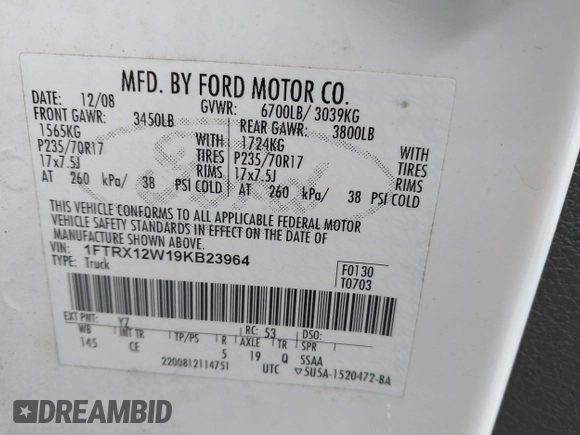 MFD. BY FORD MOTOR CO.
DATE: 12/08 GVWR: 6700LB/ 3039KG
FRONT GAWR: 3450LB REAR GAWR: 3800LB
1565KG WITH 1724KG WITH
P235/70R17 TIRES P235/70R17 TIRES
17x7.5J RIMS 17x7.5J RIMS
AT 260 kPa/ 38 PSI COLD AT 260 kPa/ 38 PSI COLD
Ford
THIS VEHICLE CONFORMS TO ALL APPLICABLE FEDERAL MOTOR
VEHICLE SAFETY STANDARDS IN EFFECT ON THE DATE OF
MANUFACTURE SHOWN ABOVE.
VIN: 1FTRX12W19KB23964
TYPE: Truck
F0130
T0703
EXT PNT: YZ RC: 53 DSO:
WB INT TR TP/PS R AXLE TR SPR
145 CE 5 19 Q SSAA
2200812114751 UTC ▽5U5A-1520472-BA
DREAMBID